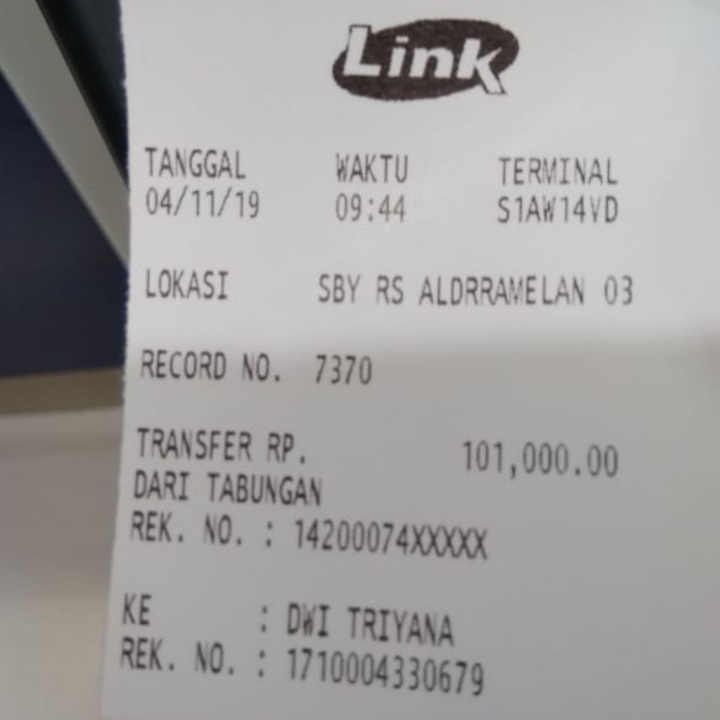 Link
TANGGAL WAKTU TERMINAL
04/11/19 09:44 S1AW14VD
LOKASI SBY RS ALDRRAMELAN 03
RECORD NO. 7370
TRANSFER RP. 101,000.00
DARI TABUNGAN
REK. NO. : 14200074XXXXX
KE : DWI TRIYANA
REK. NO. : 1710004330679